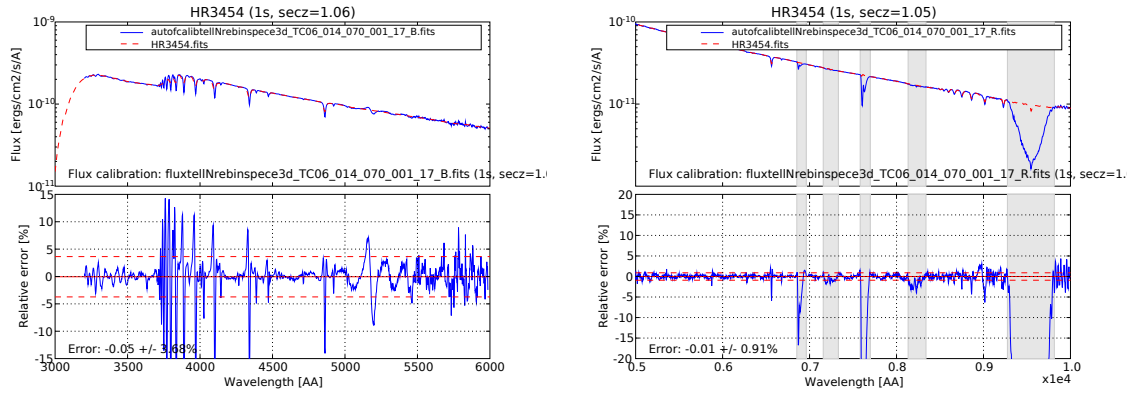 HR3454 (1s, secz=1.06)
autofcalibtellNrebinspece3d_TC06_014_070_001_17_B.fits
HR3454.fits
10^-9
10^-10
10^-11
Flux [ergs/cm2/s/A]
Flux calibration: fluxtellNrebinspece3d_TC06_014_070_001_17_B.fits (1s, secz=1.0
15
10
5
0
-5
-10
-15
Relative error [%]
Error: -0.05 +/- 3.68%
3000 3500 4000 4500 5000 5500 6000
Wavelength [AA]
HR3454 (1s, secz=1.05)
autofcalibtellNrebinspece3d_TC06_014_070_001_17_R.fits
HR3454.fits
10^-10
10^-11
Flux [ergs/cm2/s/A]
Flux calibration: fluxtellNrebinspece3d_TC06_014_070_001_17_R.fits (1s, secz=1.
20
15
10
5
0
-5
-10
-15
-20
Relative error [%]
Error: -0.01 +/- 0.91%
0.5 0.6 0.7 0.8 0.9 1.0
x1e4
Wavelength [AA]